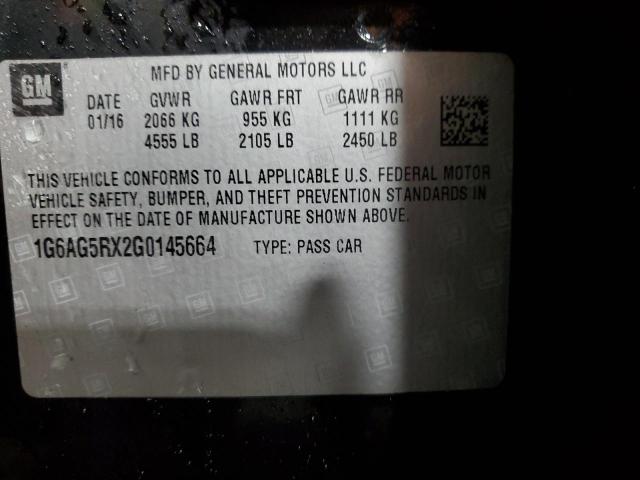 GM
MFD BY GENERAL MOTORS LLC
DATE GVWR GAWR FRT GAWR RR
01/16 2066 KG 955 KG 1111 KG
4555 LB 2105 LB 2450 LB
THIS VEHICLE CONFORMS TO ALL APPLICABLE U.S. FEDERAL MOTOR
VEHICLE SAFETY, BUMPER, AND THEFT PREVENTION STANDARDS IN
EFFECT ON THE DATE OF MANUFACTURE SHOWN ABOVE.
1G6AG5RX2G0145664 TYPE: PASS CAR